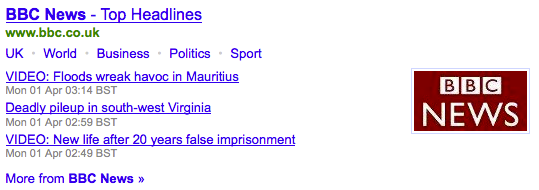 BBC News - Top Headlines
www.bbc.co.uk
UK • World • Business • Politics • Sport
VIDEO: Floods wreak havoc in Mauritius
Mon 01 Apr 03:14 BST
Deadly pileup in south-west Virginia
Mon 01 Apr 02:59 BST
VIDEO: New life after 20 years false imprisonment
Mon 01 Apr 02:49 BST
More from BBC News »
BBC
NEWS